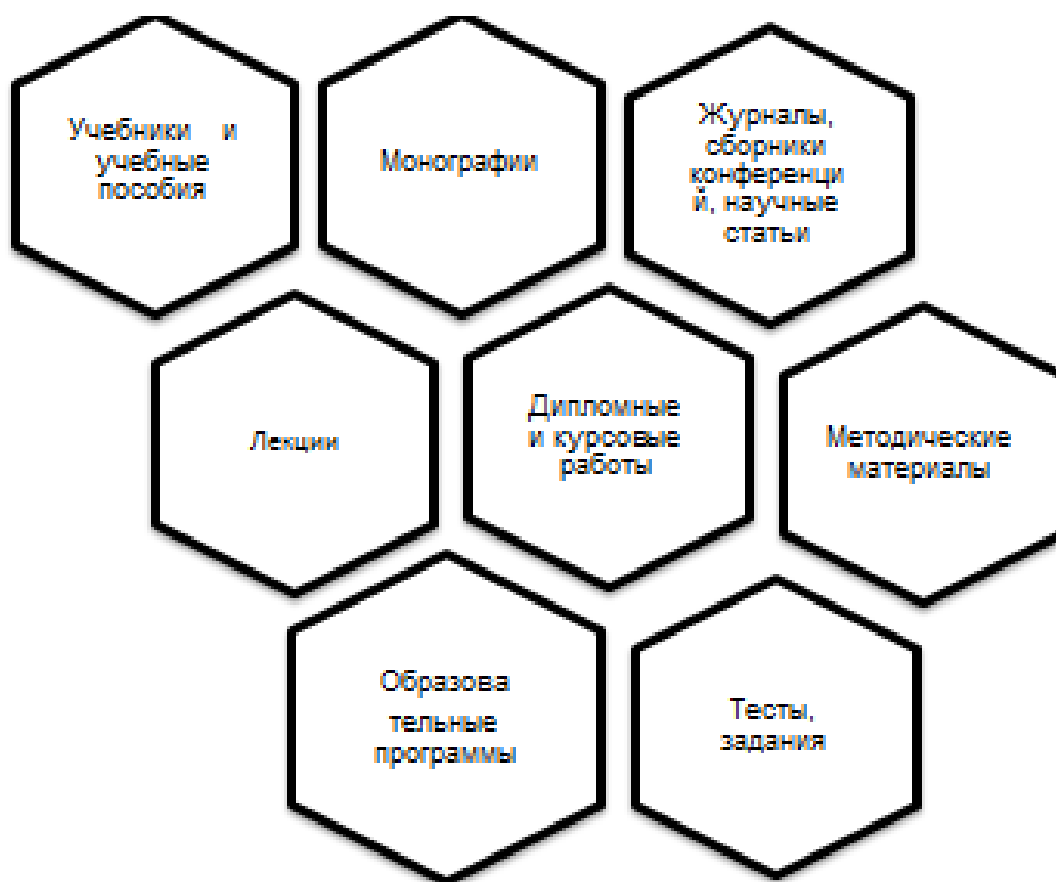 Учебники и
учебные
пособия
Монографии
Журналы,
сборники
конференци
й, научные
статьи
Лекции
Дипломные
и курсовые
работы
Методические
материалы
Образова
тельные
программы
Тесты,
задания